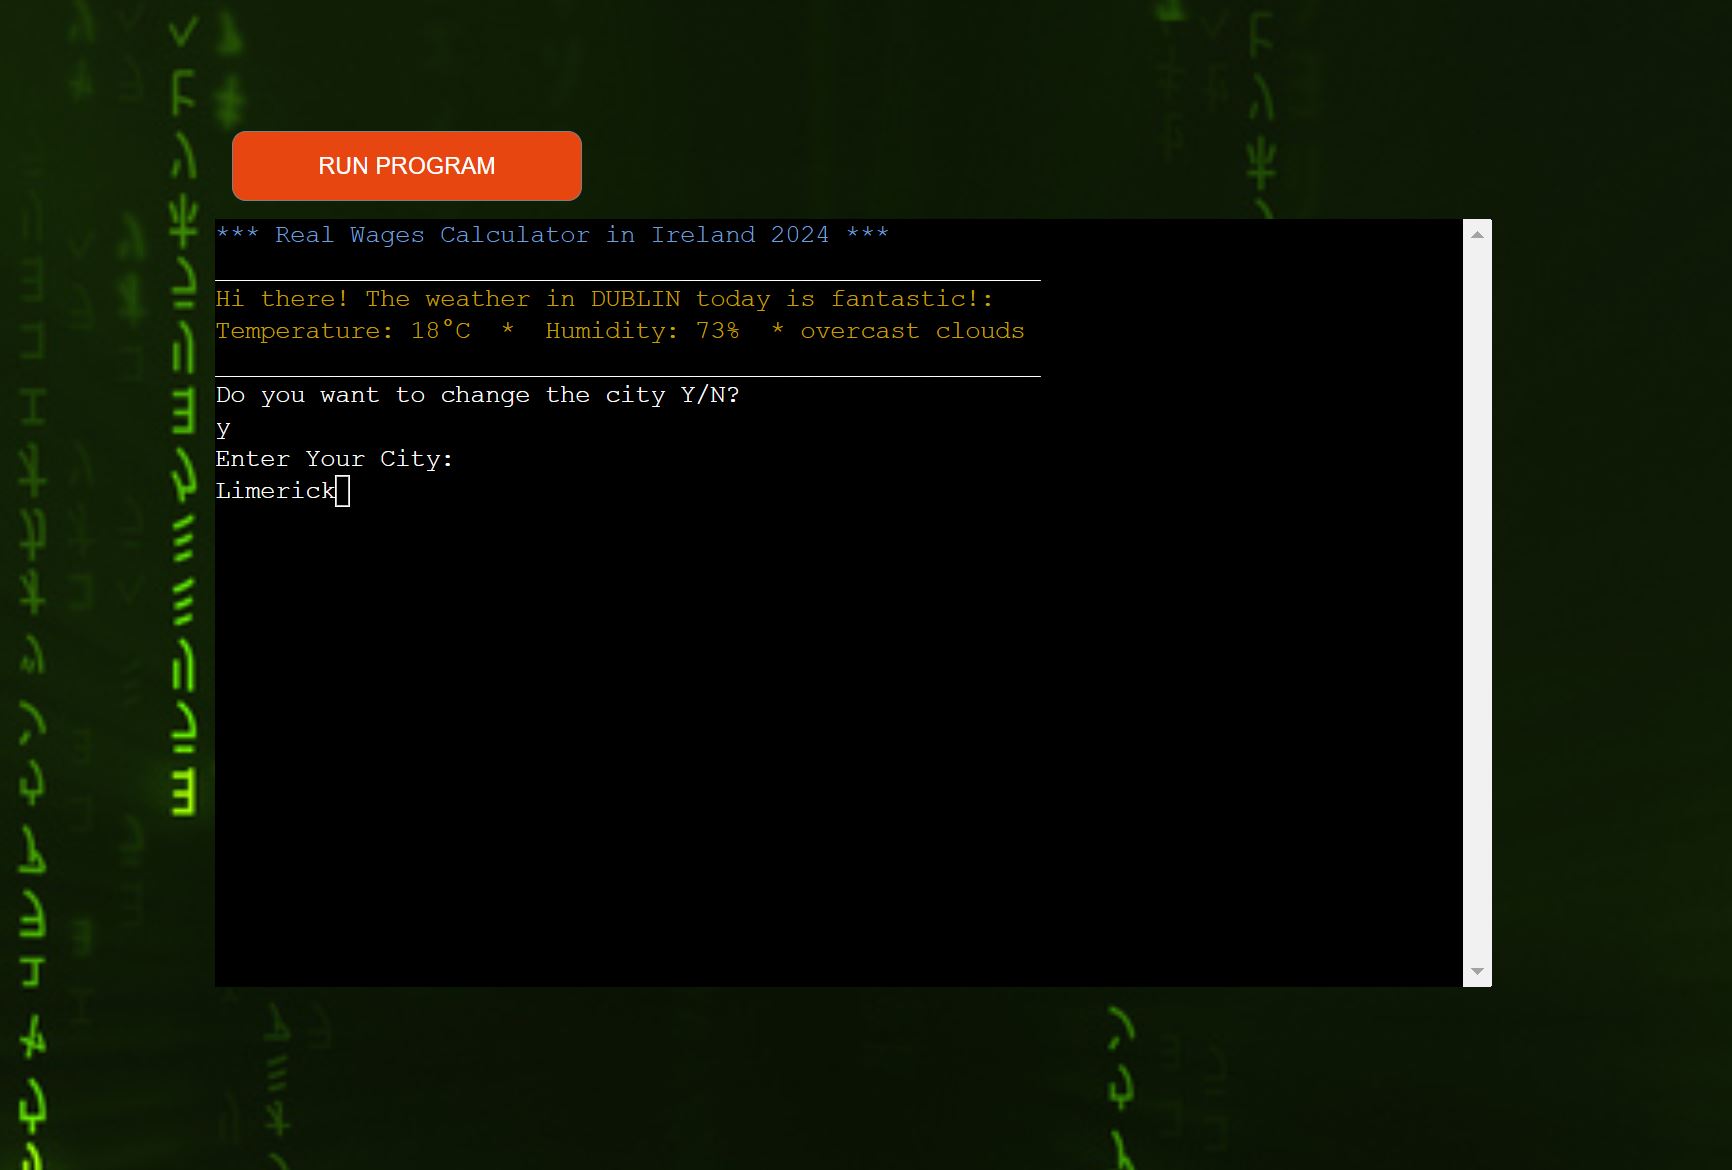 RUN PROGRAM
*** Real Wages Calculator in Ireland 2024 ***
Hi there! The weather in DUBLIN today is fantastic!:
Temperature: 18°C  *  Humidity: 73%  * overcast clouds
Do you want to change the city Y/N?
y
Enter Your City:
Limerick